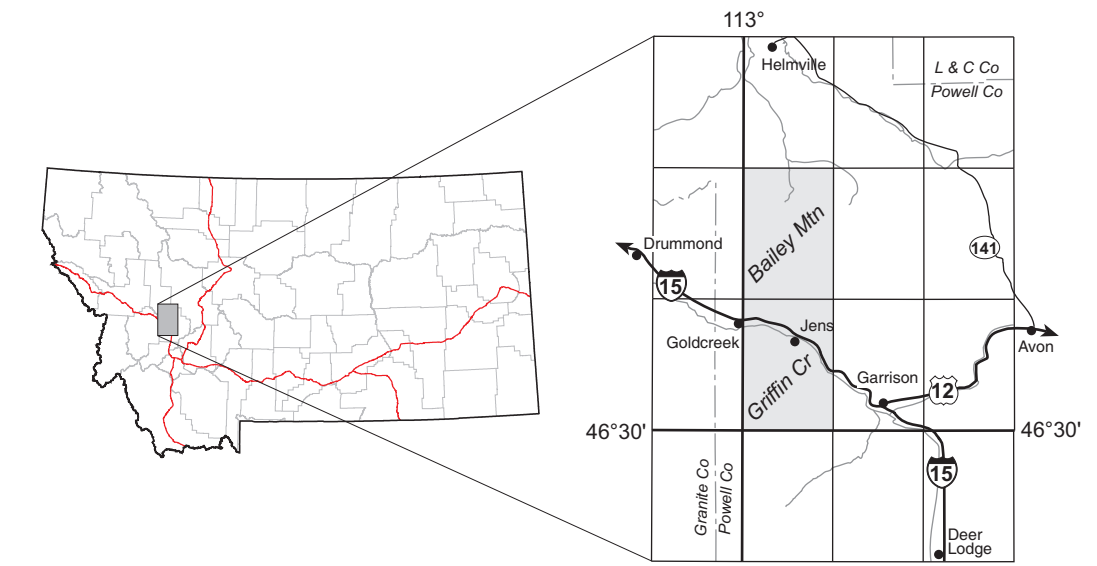 113°
Helmville
L & C Co
Powell Co
Bailey Mtn
Drummond
141
15
Jens
Goldcreek
Avon
Griffin Cr
Garrison
12
46°30'
46°30'
Granite Co
Powell Co
15
Deer
Lodge